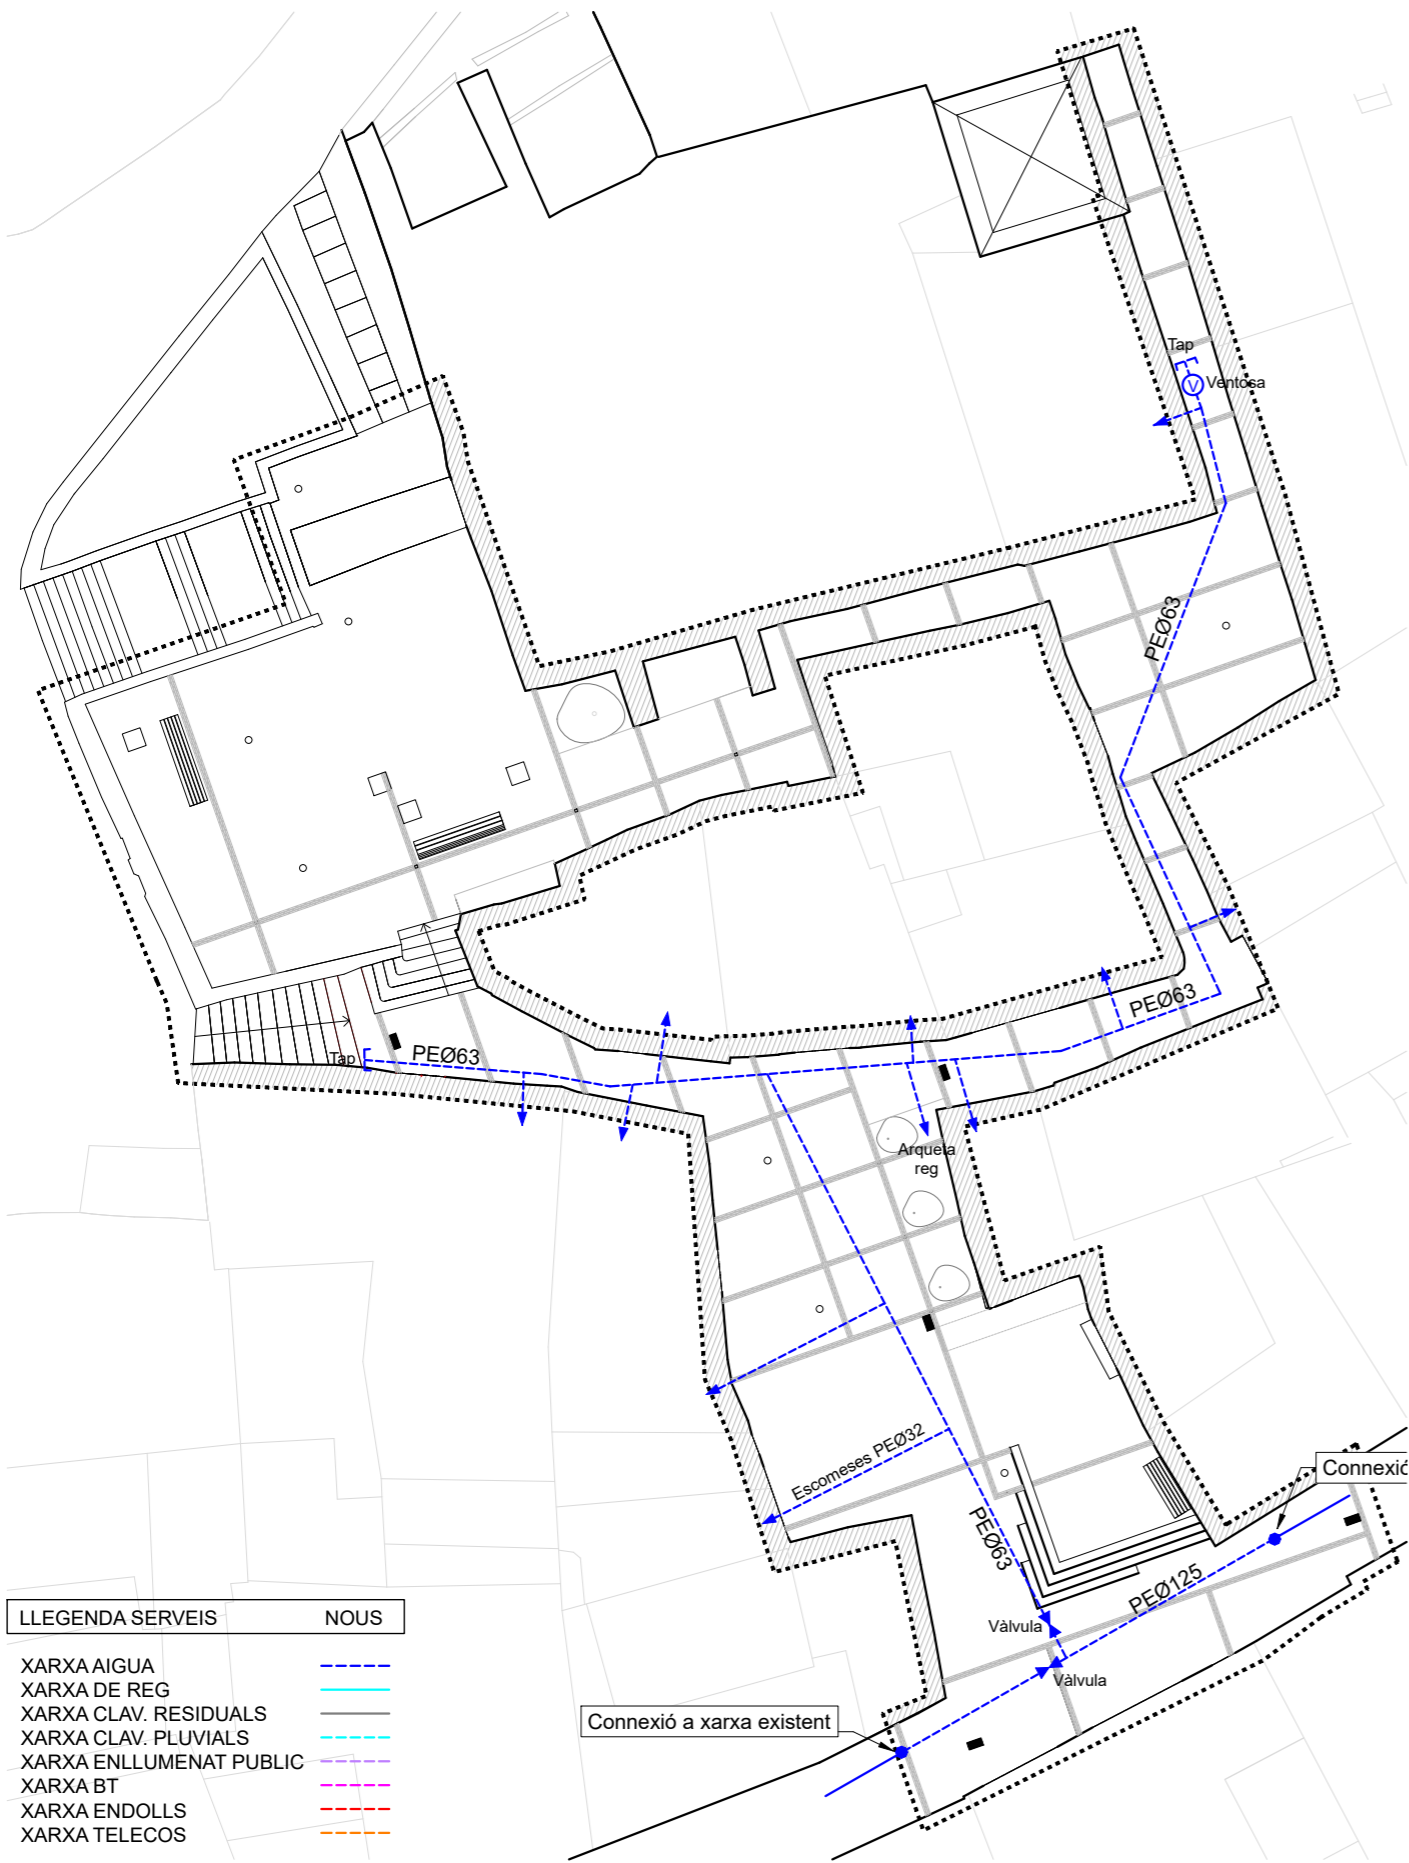 Tap
V Ventosa
PEØ63
PEØ63
Tap
PEØ63
Arqueta
reg
Escomeses PEØ32
PEØ63
Connexió
PEØ125
Vàlvula
Vàlvula
Connexió a xarxa existent
LLEGENDA SERVEIS NOUS
XARXA AIGUA
XARXA DE REG
XARXA CLAV. RESIDUALS
XARXA CLAV. PLUVIALS
XARXA ENLLUMENAT PUBLIC
XARXA BT
XARXA ENDOLLS
XARXA TELECOS